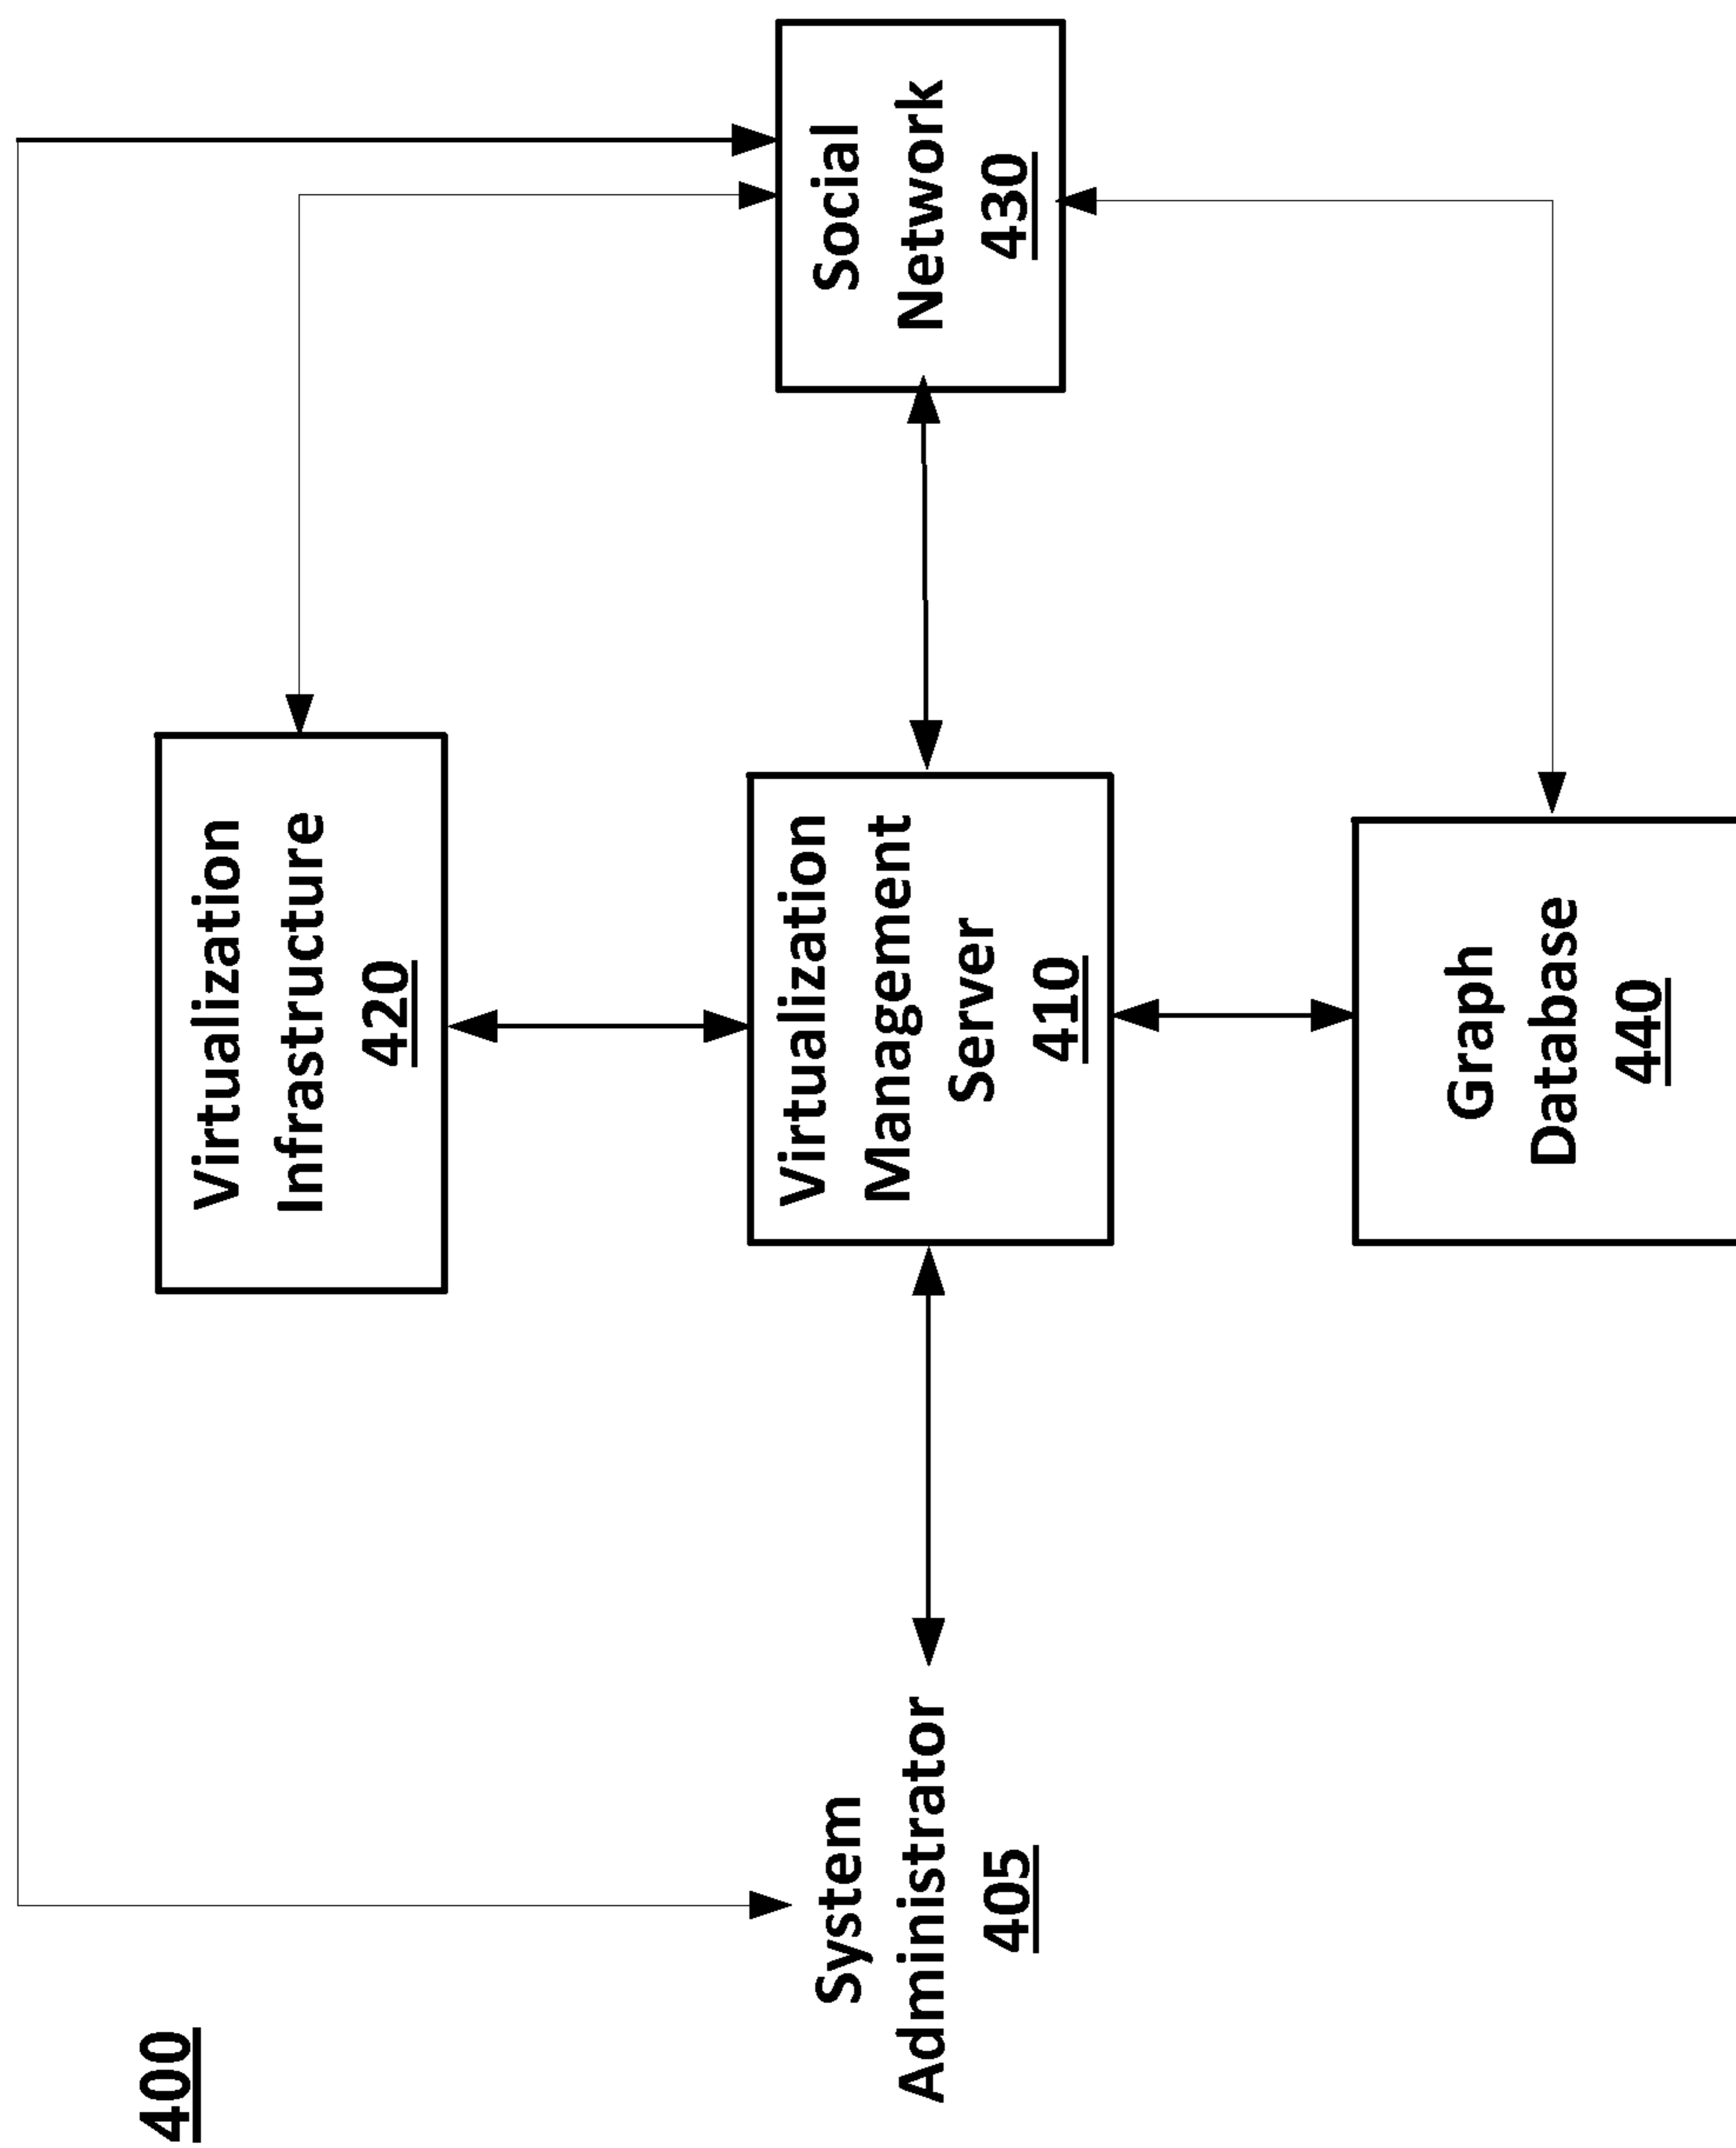 400
Virtualization
Infrastructure
420
System
Administrator
405
Virtualization
Management
Server
410
Social
Network
430
Graph
Database
440